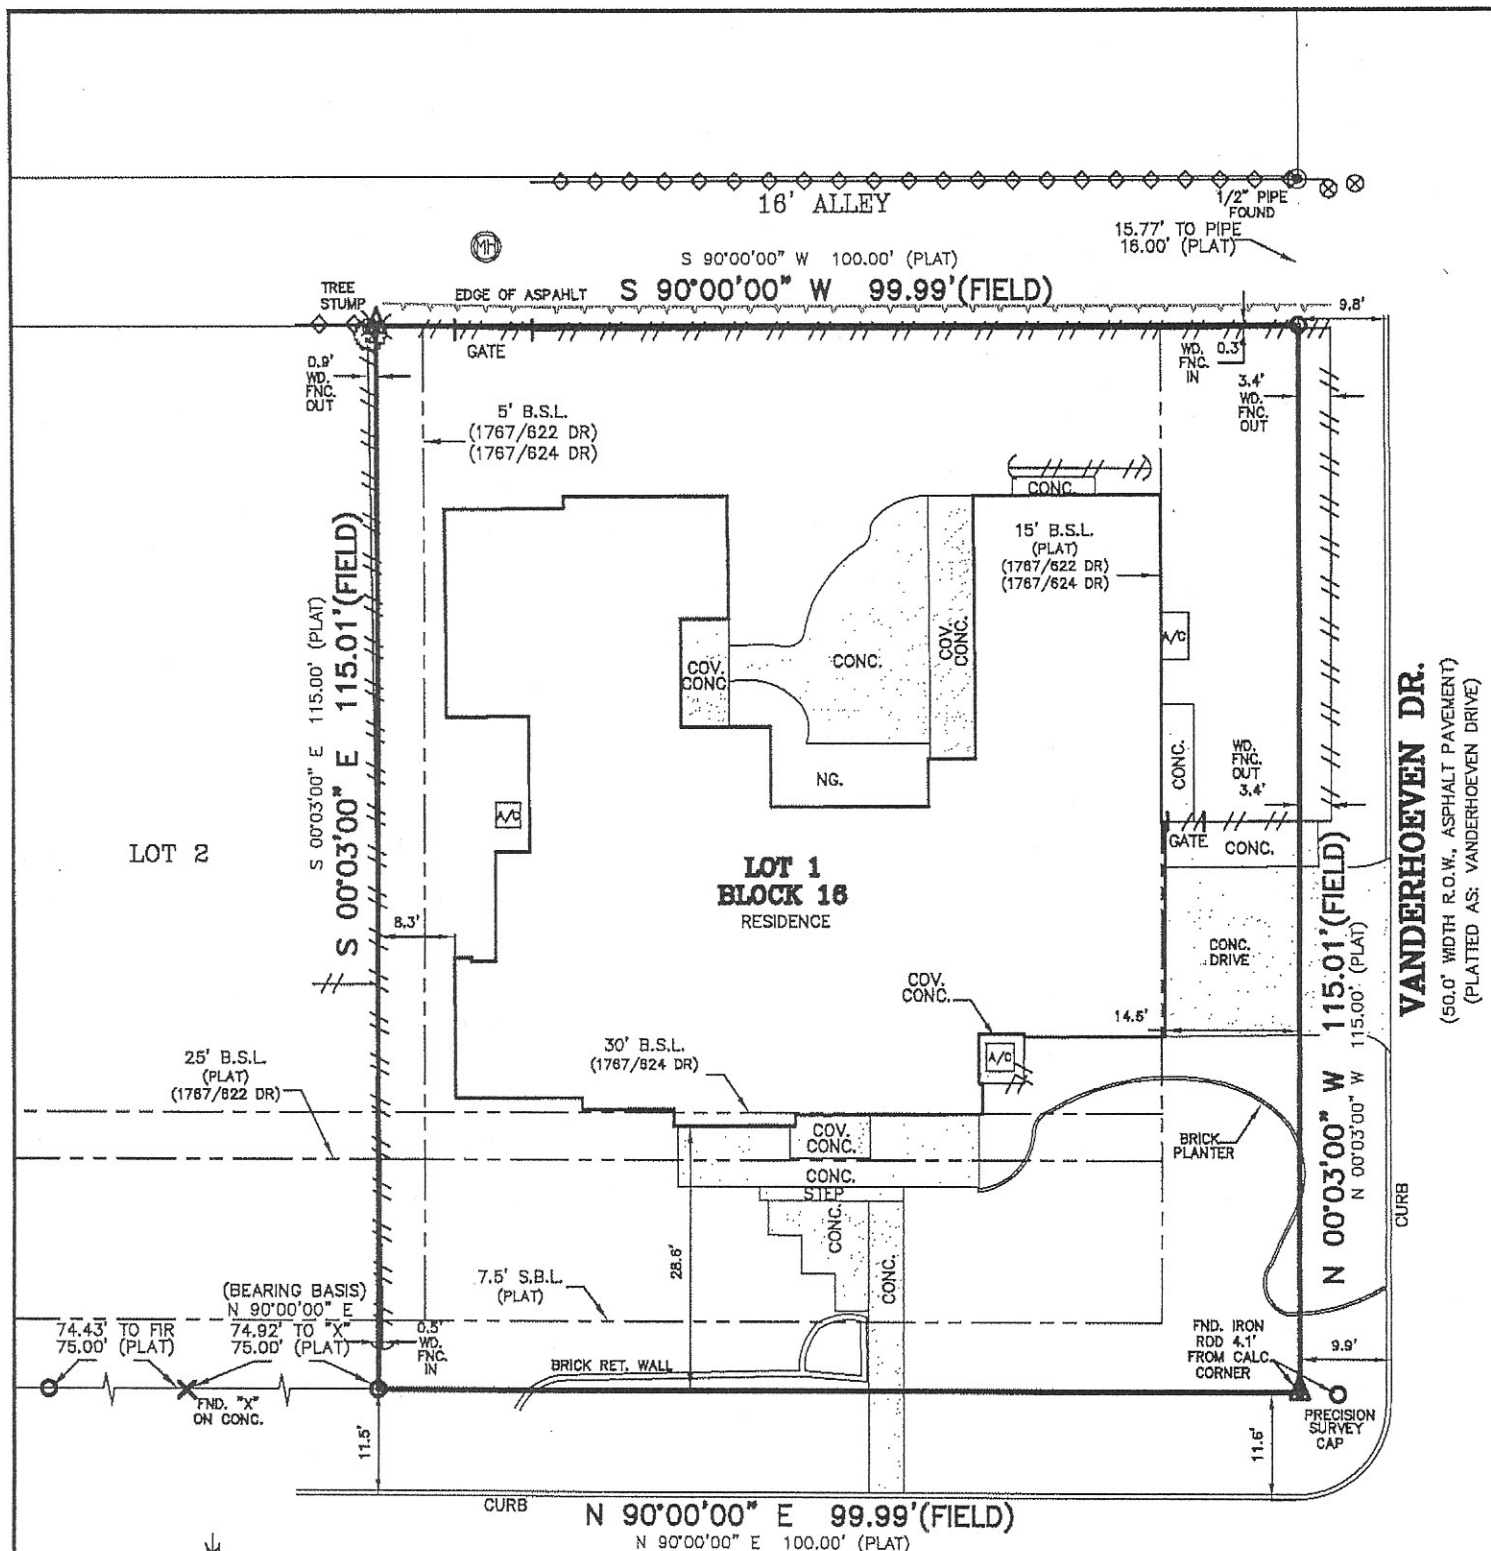 16' ALLEY
1/2" PIPE
FOUND
15.77' TO PIPE
16.00' (PLAT)
MH
S 90°00'00" W 100.00' (PLAT)
TREE
STUMP
EDGE OF ASPAHLT
S 90°00'00" W 99.99'(FIELD)
9.8'
GATE
0.9'
WD.
FNC.
OUT
WD.
FNC.
IN
0.3'
3.4'
WD.
FNC.
OUT
5' B.S.L.
(1767/622 DR)
(1767/624 DR)
CONC.
15' B.S.L.
(PLAT)
(1767/622 DR)
(1767/624 DR)
S 00°03'00" E 115.00' (PLAT)
S 00°03'00" E 115.01'(FIELD)
COV.
CONC
CONC.
COV.
CONC.
A/C
NG.
CONC.
WD.
FNC.
OUT
3.4'
A/C
GATE
CONC.
LOT 2
LOT 1
BLOCK 16
RESIDENCE
8.3'
CONC.
DRIVE
VANDERHOEVEN DR.
(50.0' WIDTH R.O.W., ASPHALT PAVEMENT)
(PLATTED AS: VANDERHOEVEN DRIVE)
COV.
CONC.
14.5'
A/C
25' B.S.L.
(PLAT)
(1767/622 DR)
30' B.S.L.
(1767/624 DR)
N 00°03'00" W 115.01'(FIELD)
N 00°03'00" W 115.00' (PLAT)
COV.
CONC.
CONC.
STEP
CONC.
CONC.
BRICK
PLANTER
CURB
28.6'
7.5' S.B.L.
(PLAT)
(BEARING BASIS)
N 90°00'00" E
74.43' TO FIR
75.00' (PLAT)
74.92' TO "X"
75.00' (PLAT)
0.5'
WD.
FNC.
IN
BRICK RET. WALL
FND. IRON
ROD 4.1'
FROM CALC.
CORNER
9.9'
FND. "X"
ON CONC.
PRECISION
SURVEY
CAP
11.5'
11.6'
CURB
N 90°00'00" E 99.99'(FIELD)
N 90°00'00" E 100.00' (PLAT)